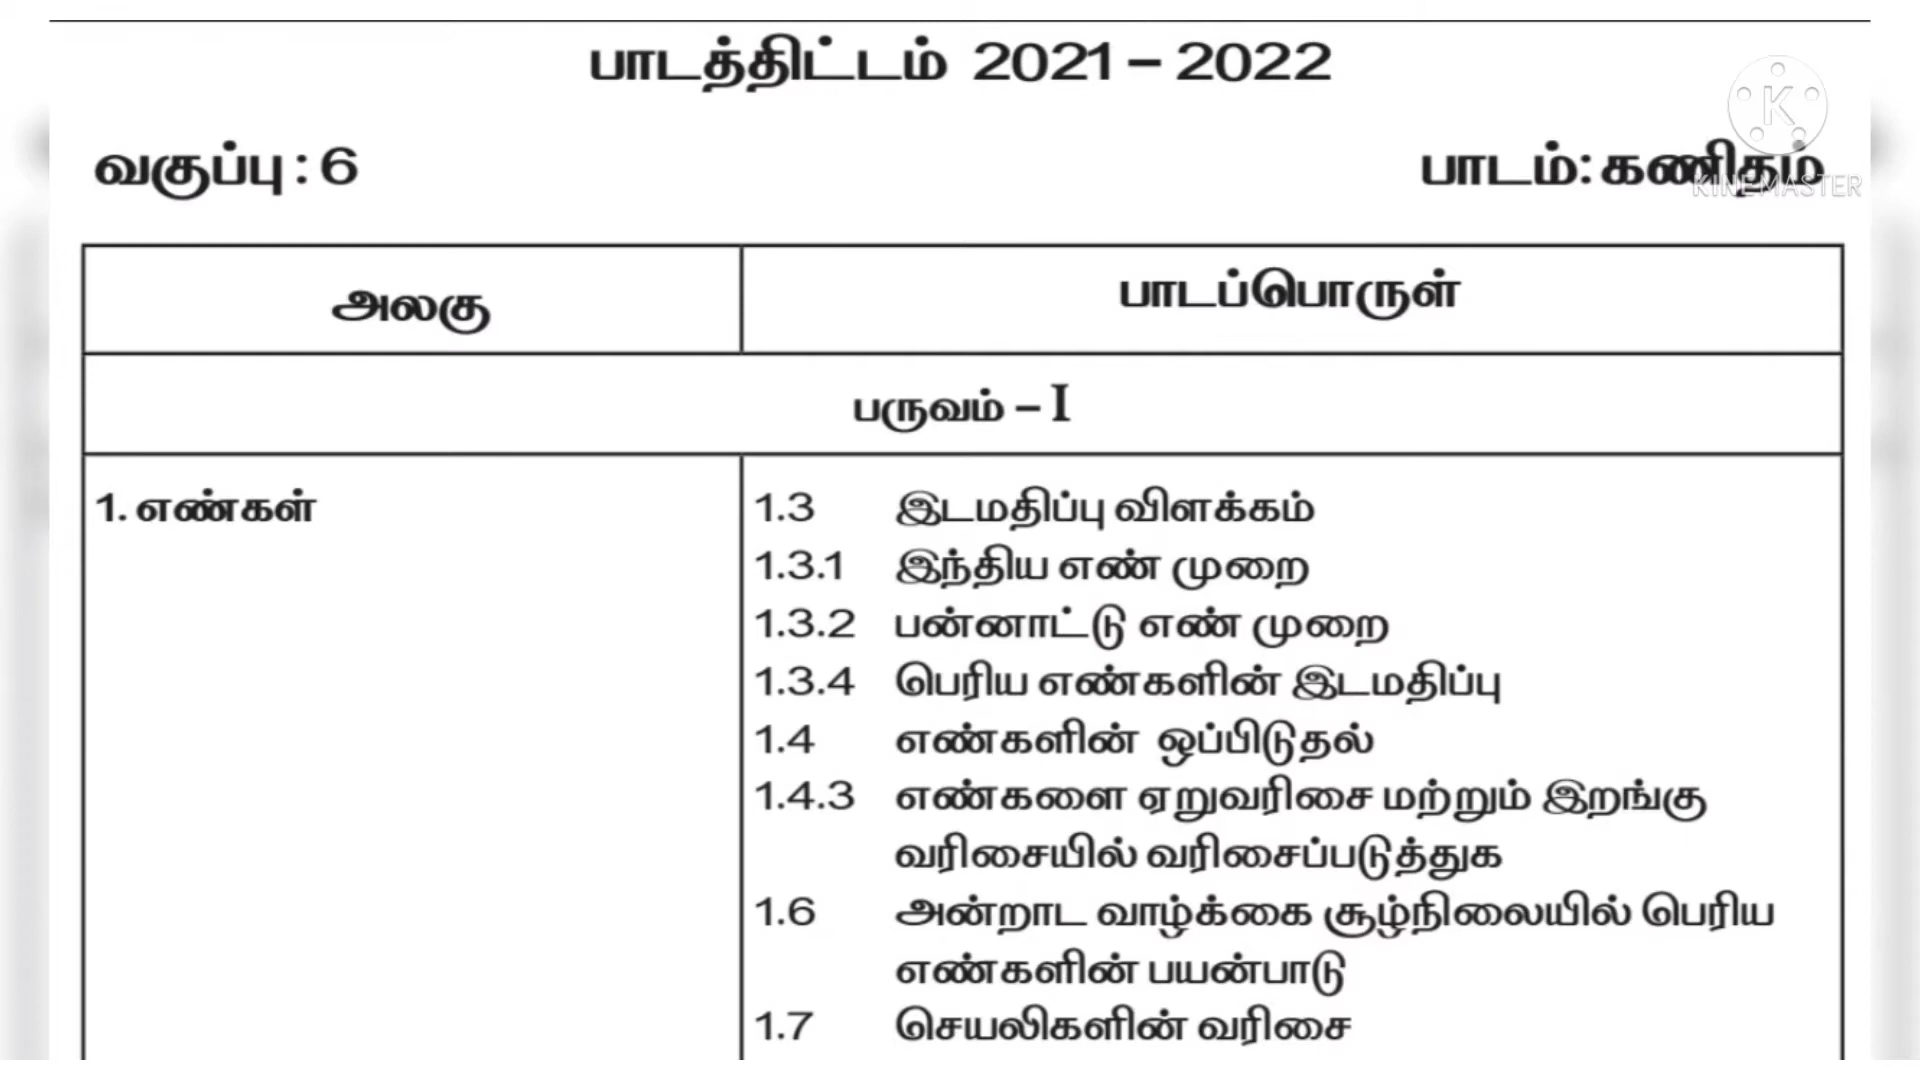 பாடத்திட்டம் 2021 – 2022
வகுப்பு : 6
பாடம்: கணிதம்
K
KINEMASTER
அலகு
பாடப்பொருள்
பருவம் – I
1. எண்கள்
1.3 இடமதிப்பு விளக்கம்
1.3.1 இந்திய எண் முறை
1.3.2 பன்னாட்டு எண் முறை
1.3.4 பெரிய எண்களின் இடமதிப்பு
1.4 எண்களின் ஒப்பிடுதல்
1.4.3 எண்களை ஏறுவரிசை மற்றும் இறங்கு
வரிசையில் வரிசைப்படுத்துக
1.6 அன்றாட வாழ்க்கை சூழ்நிலையில் பெரிய
எண்களின் பயன்பாடு
1.7 செயலிகளின் வரிசை